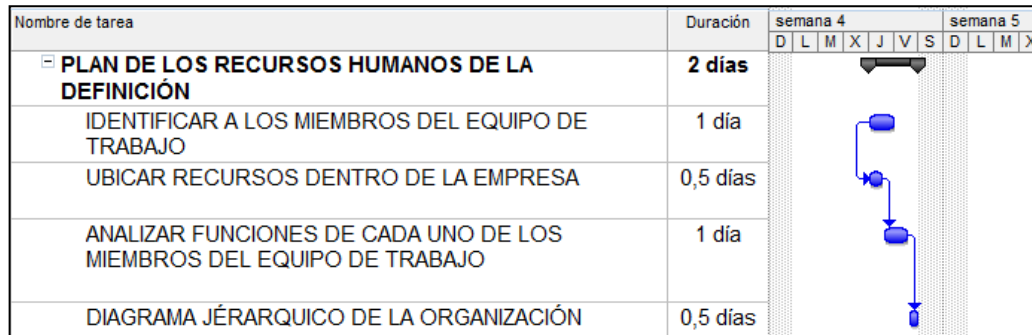 Nombre de tarea Duración semana 4 semana 5
D L M X J V S D L M X
PLAN DE LOS RECURSOS HUMANOS DE LA 2 días
DEFINICIÓN
IDENTIFICAR A LOS MIEMBROS DEL EQUIPO DE 1 día
TRABAJO
UBICAR RECURSOS DENTRO DE LA EMPRESA 0,5 días
ANALIZAR FUNCIONES DE CADA UNO DE LOS 1 día
MIEMBROS DEL EQUIPO DE TRABAJO
DIAGRAMA JÉRARQUICO DE LA ORGANIZACIÓN 0,5 días